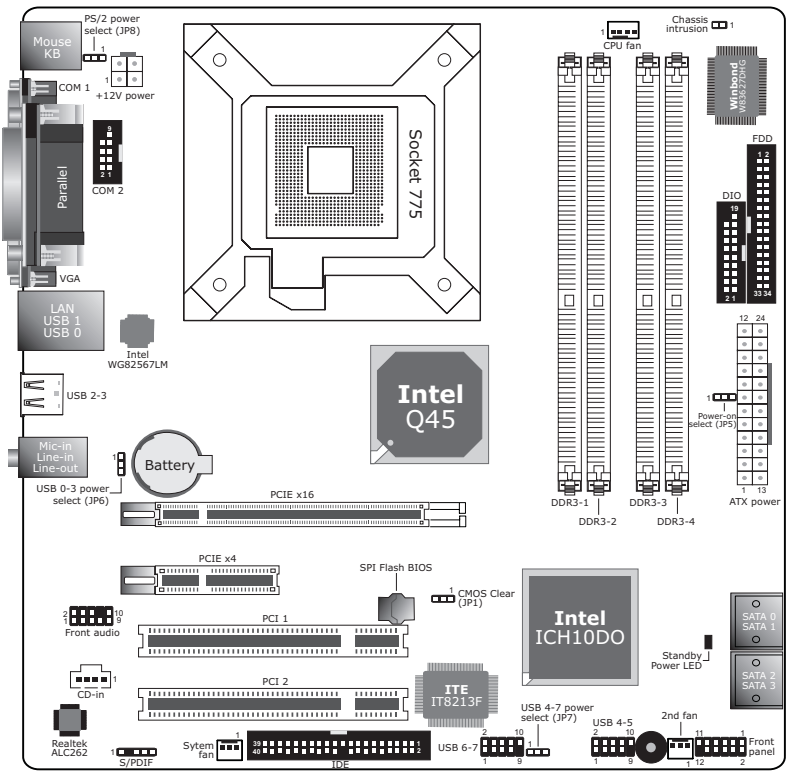 PS/2 power
select (JP8)
1
Mouse
KB
1
+12V power
COM 1
9
2 1
COM 2
Parallel
VGA
LAN
USB 1
USB 0
Intel
WG82567LM
USB 2-3
Mic-in
Line-in
Line-out
1
USB 0-3 power
select (JP6)
Battery
Socket 775
Intel
Q45
1
CPU fan
Chassis
intrusion
1
Winbond
W83627DHG
FDD
1 2
33 34
DIO
19
2 1
12 24
1
Power-on
select (JP5)
1 13
ATX power
DDR3-1
DDR3-2
DDR3-3
DDR3-4
PCIE x16
PCIE x4
SPI Flash BIOS
1
CMOS Clear
(JP1)
2 10
1 9
Front audio
PCI 1
Intel
ICH10DO
SATA 0
SATA 1
Standby
Power LED
SATA 2
SATA 3
1
CD-in
PCI 2
ITE
IT8213F
Realtek
ALC262
1
S/PDIF
Sytem
fan
1
39 1
40 2
IDE
USB 6-7
2 10
1 9
USB 4-7 power
select (JP7)
1
USB 4-5
2 10
1 9
2nd fan
1
11 1
12 2
Front
panel